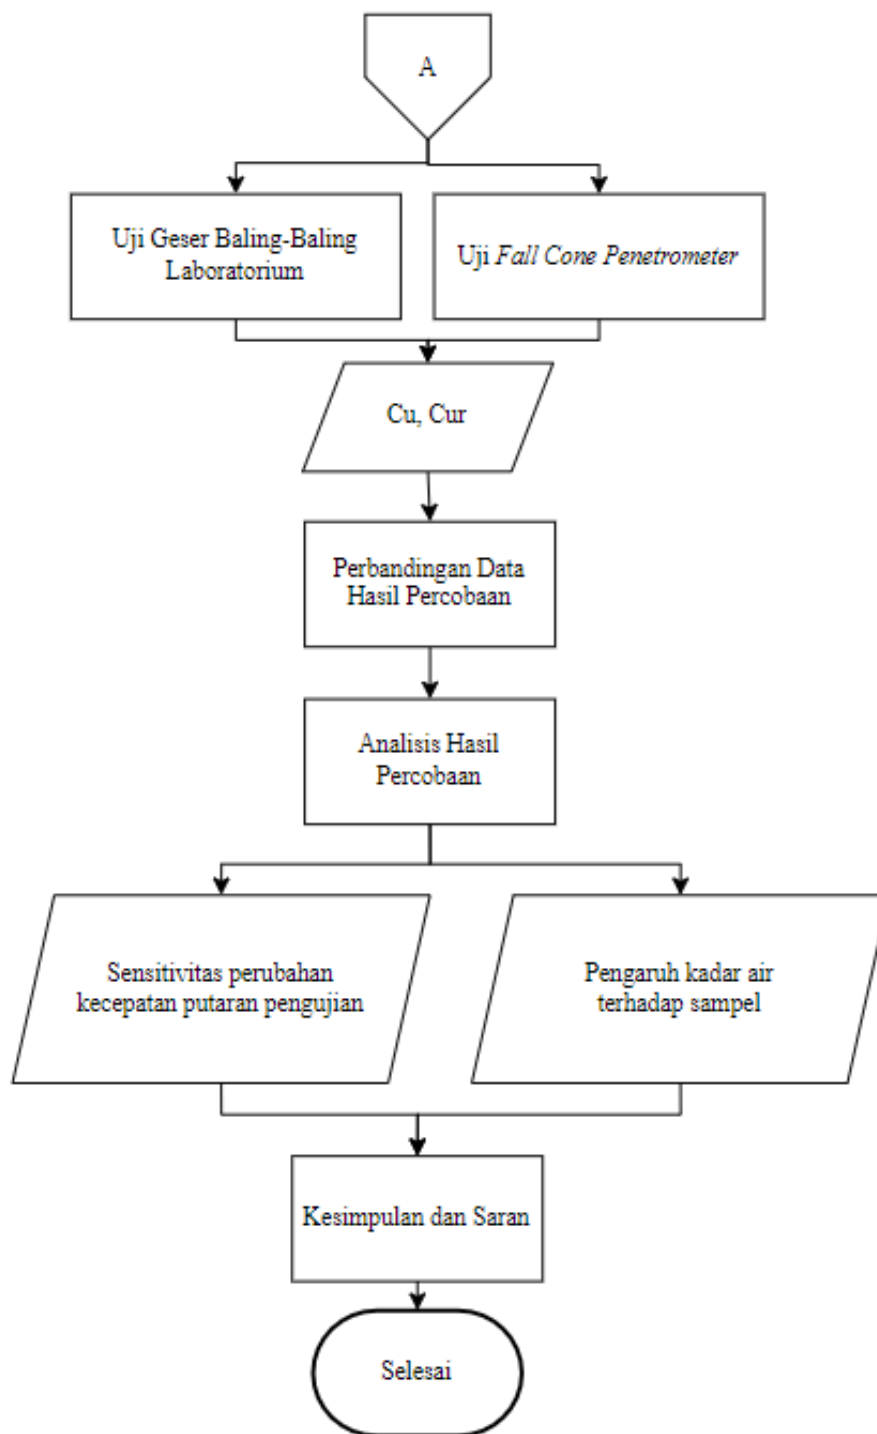 A
Uji Geser Baling-Baling
Laboratorium
Uji Fall Cone Penetrometer
Cu, Cur
Perbandingan Data
Hasil Percobaan
Analisis Hasil
Percobaan
Sensitivitas perubahan
kecepatan putaran pengujian
Pengaruh kadar air
terhadap sampel
Kesimpulan dan Saran
Selesai